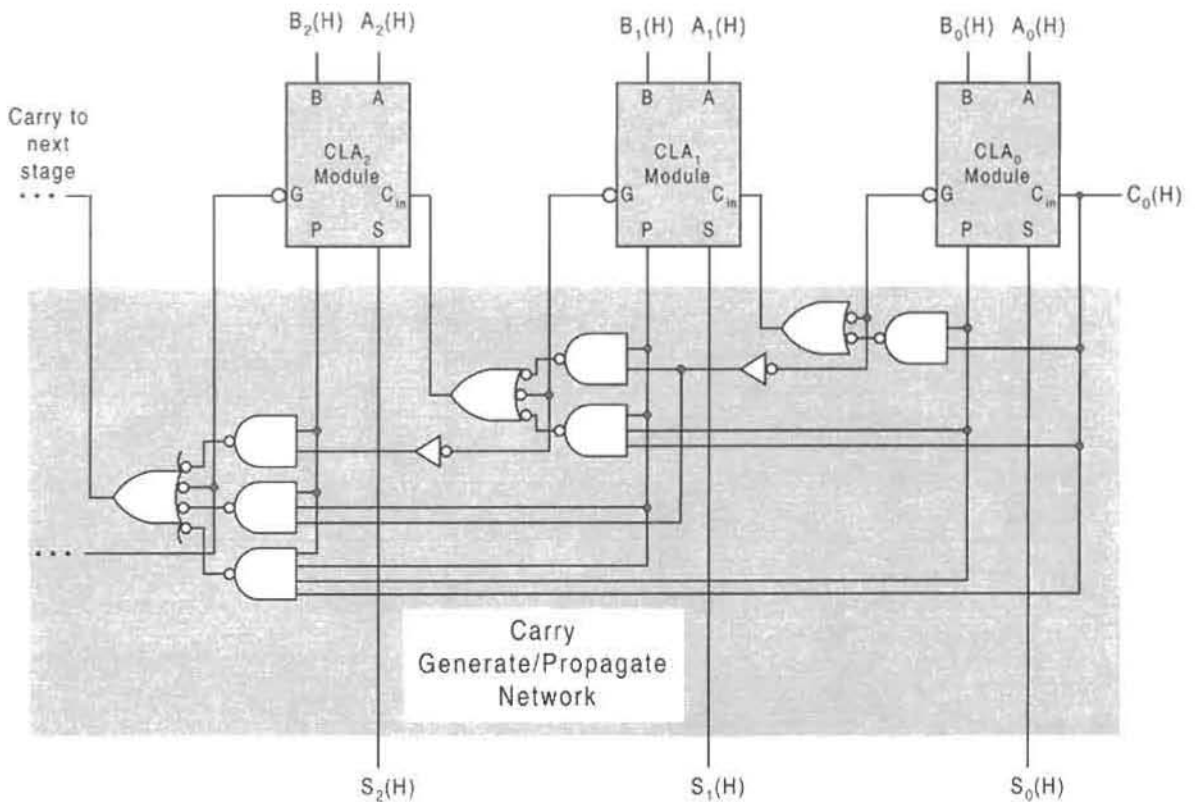 B₂(H) A₂(H) B₁(H) A₁(H) B₀(H) A₀(H)
B A B A B A
Carry to
next
stage
• • •
CLA₂
Module
CLA₁
Module
CLA₀
Module
G Cᵢₙ G Cᵢₙ G Cᵢₙ C₀(H)
P S P S P S
• • •
Carry
Generate/Propagate
Network
S₂(H) S₁(H) S₀(H)